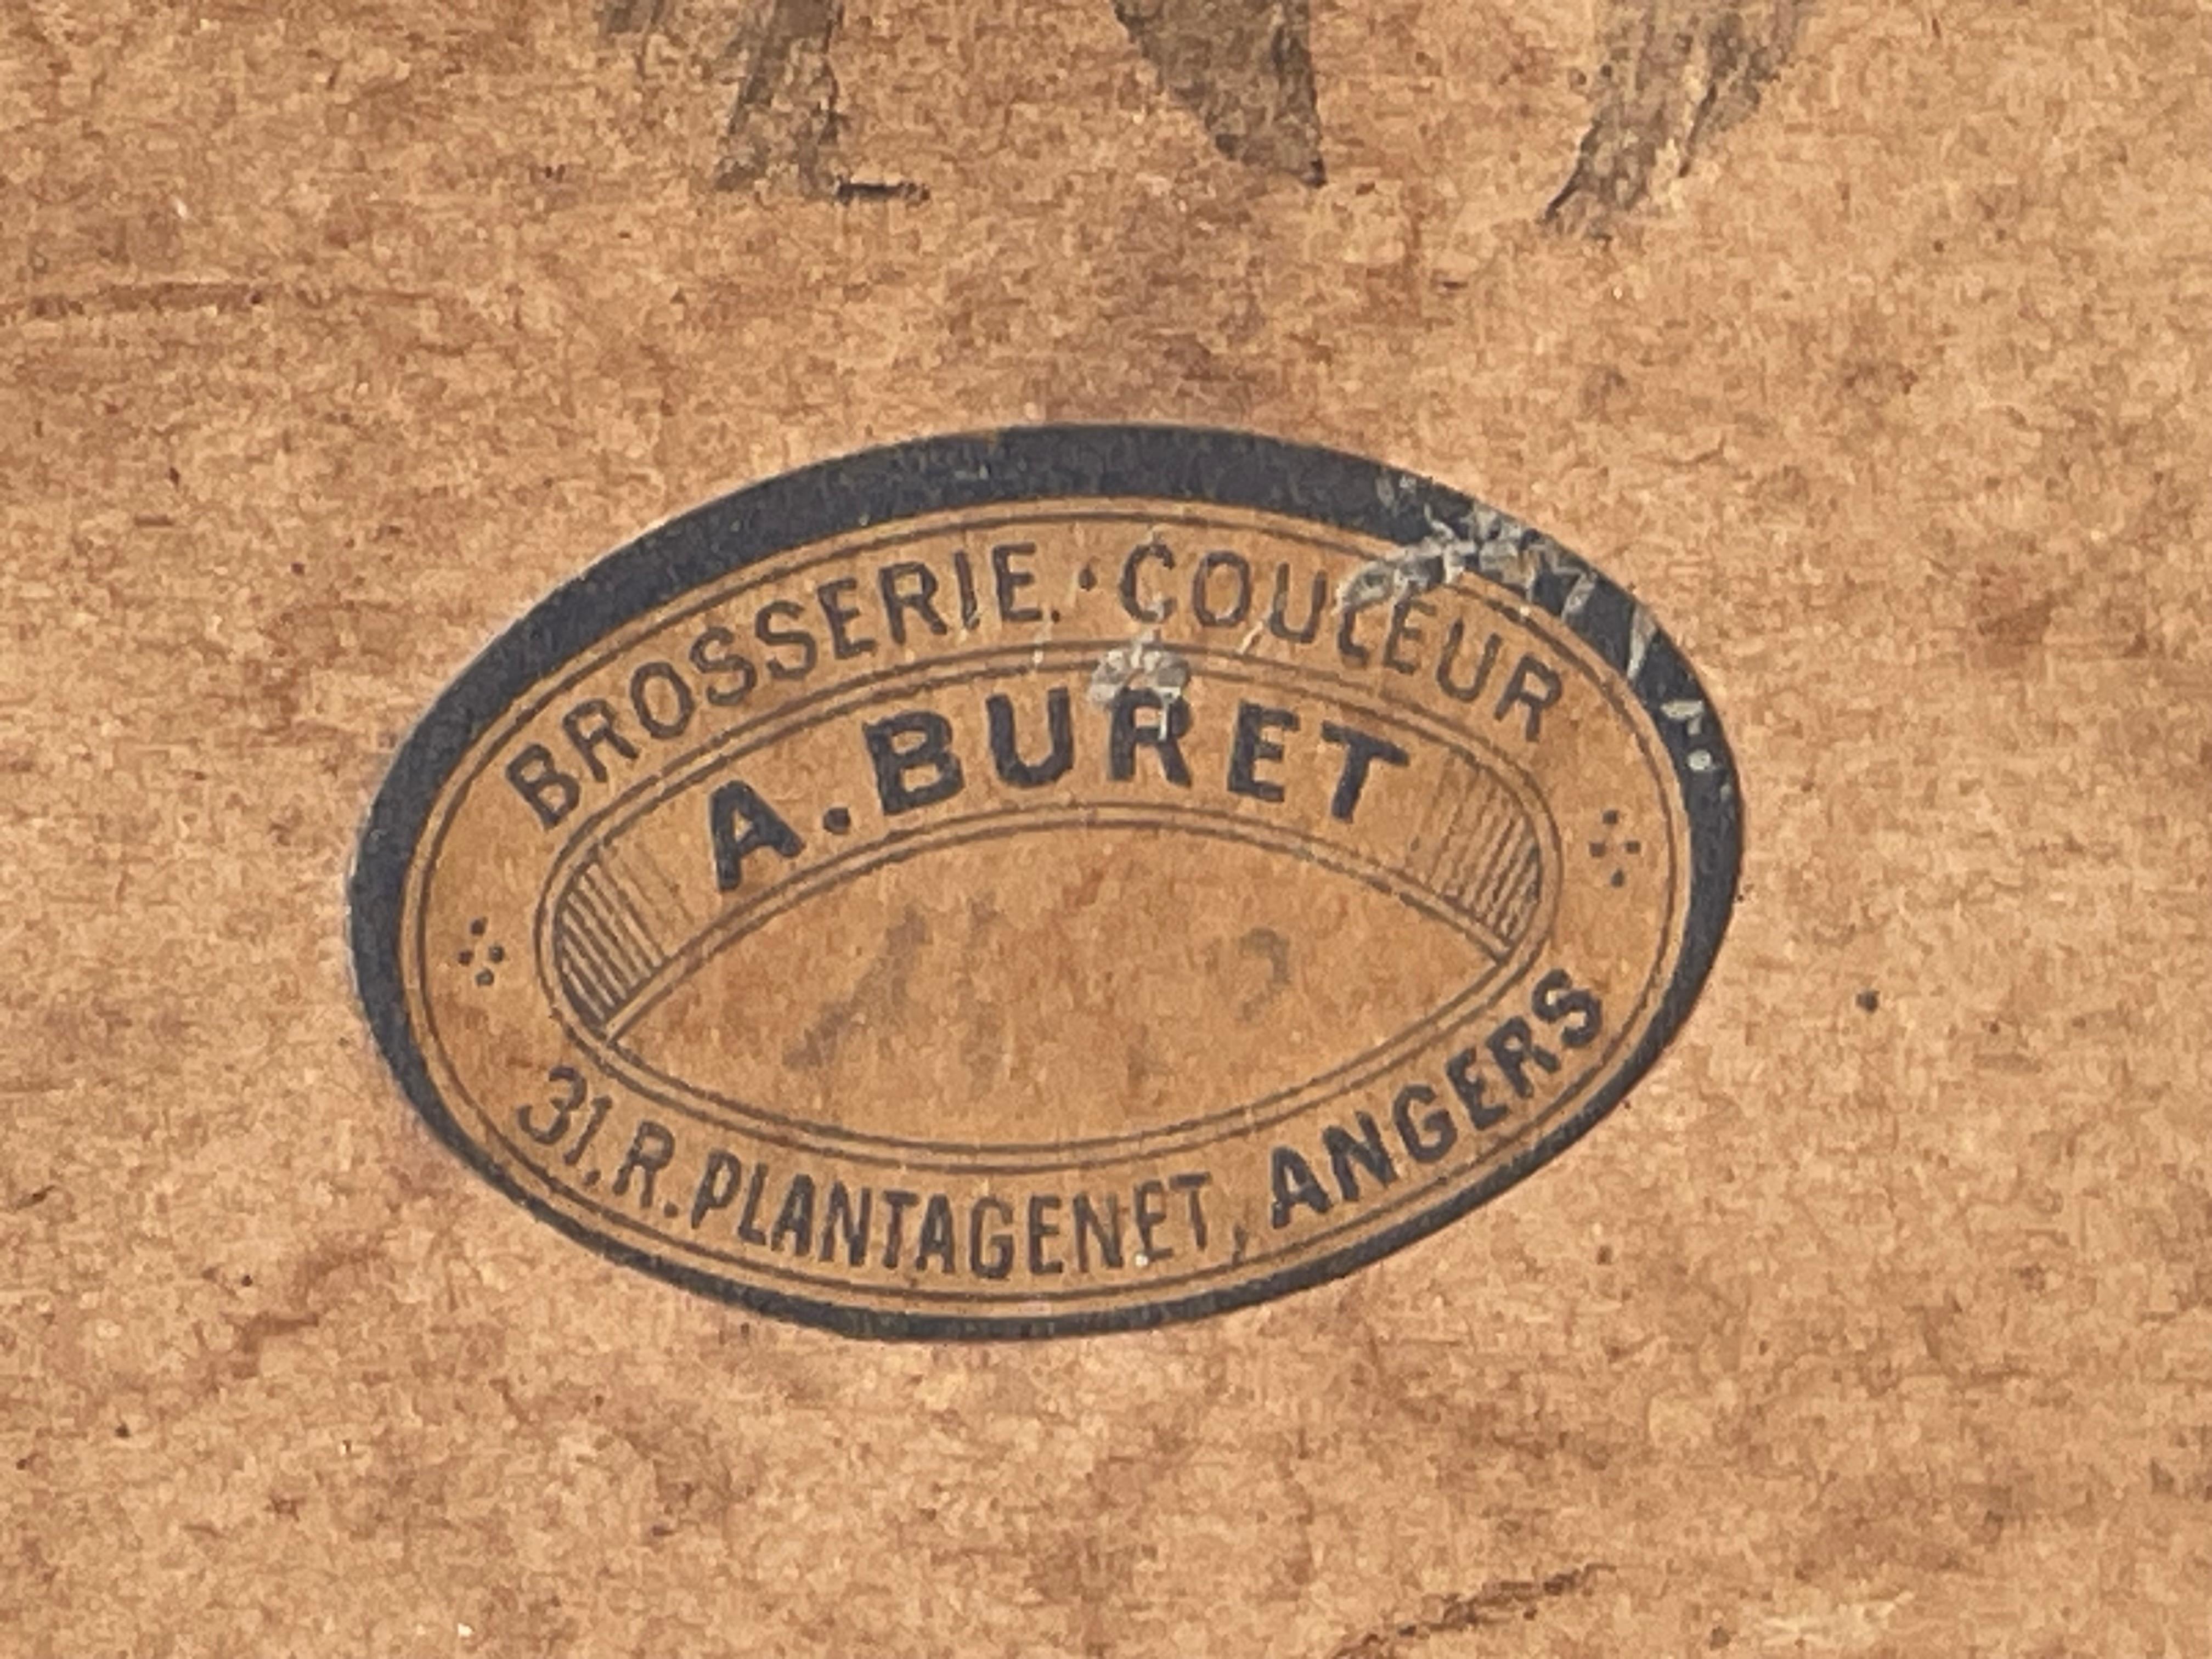 BROSSERIE.·COULEUR
A.BURET
31.R.PLANTAGENET, ANGERS